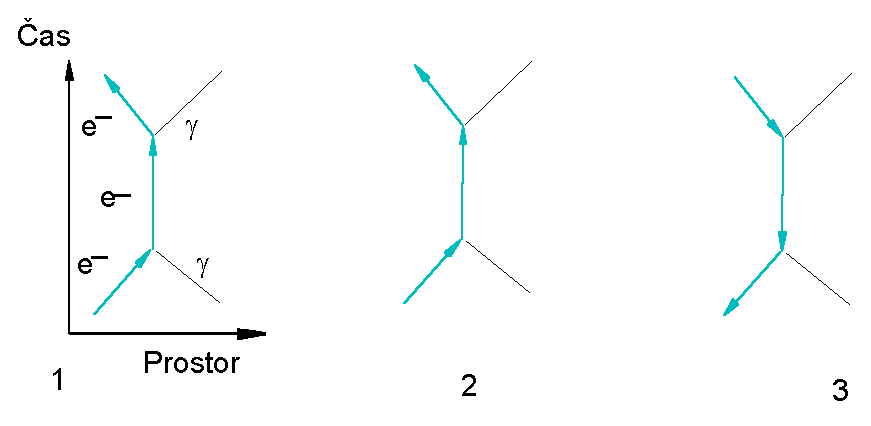 Čas
e–
γ
e–
e–
γ
Prostor
1
2
3